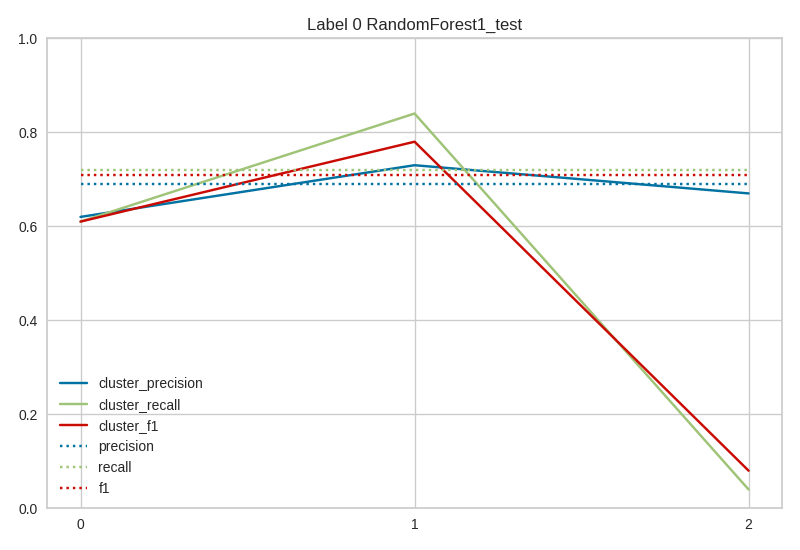 Label 0 RandomForest1_test
1.0
0.8
0.6
0.4
0.2
0.0
cluster_precision
cluster_recall
cluster_f1
precision
recall
f1
0 1 2